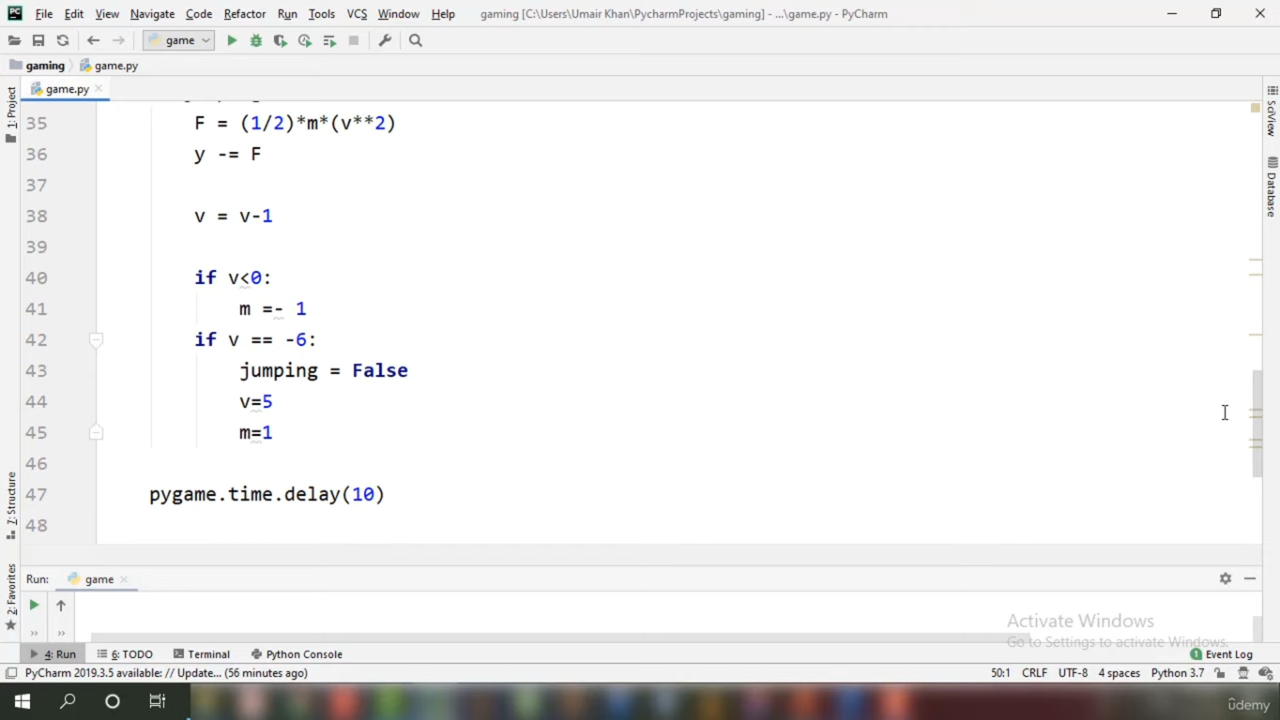 File Edit View Navigate Code Refactor Run Tools VCS Window Help gaming [C:\Users\Umair Khan\PycharmProjects\gaming] - ...\game.py - PyCharm
game
gaming game.py
game.py
1: Project
SciView
Database
35 F = (1/2)*m*(v**2)
36 y -= F
37
38 v = v-1
39
40 if v<0:
41 m =- 1
42 if v == -6:
43 jumping = False
44 v=5
45 m=1
46
47 pygame.time.delay(10)
48
Z: Structure
2: Favorites
Run: game
Activate Windows
Go to Settings to activate Windows.
4: Run 6: TODO Terminal Python Console 1 Event Log
PyCharm 2019.3.5 available: // Update... (56 minutes ago) 50:1 CRLF UTF-8 4 spaces Python 3.7
ûdemy